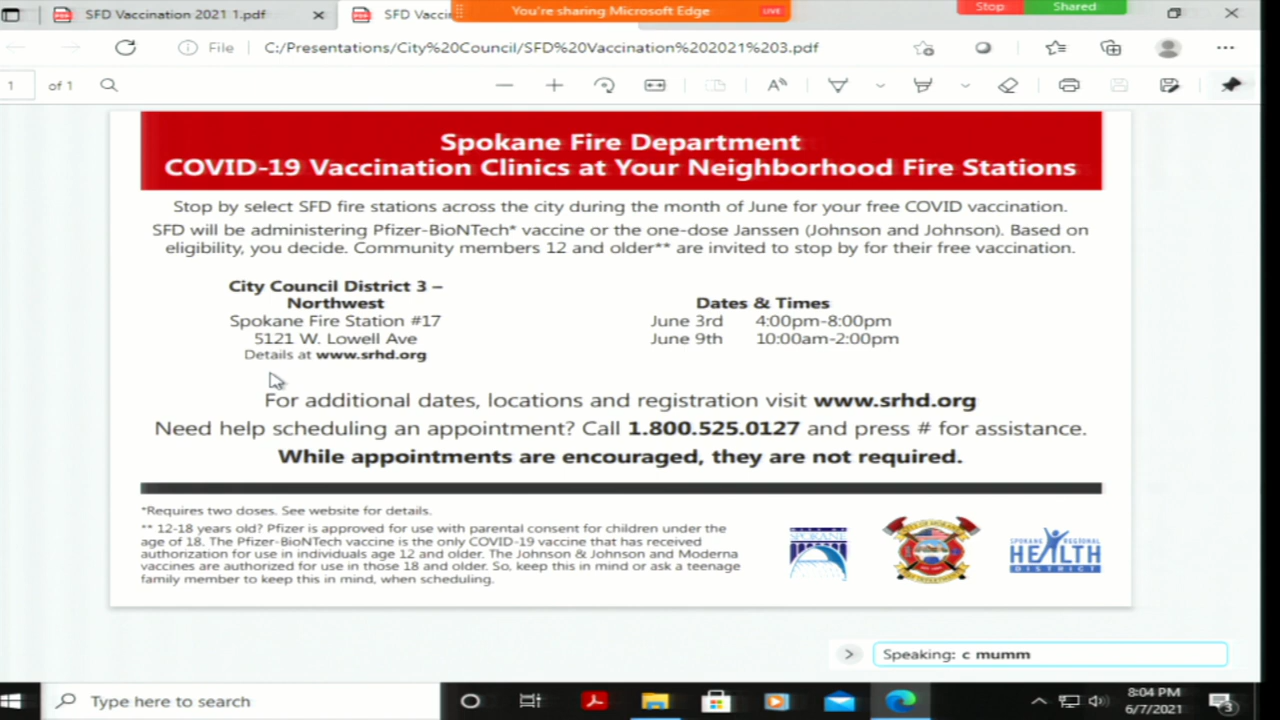 SFD Vaccination 2021 1.pdf
SFD Vacci
You're sharing Microsoft Edge
LIVE
Stop
Shared
File
C:/Presentations/City%20Council/SFD%20Vaccination%202021%203.pdf
1 of 1
Spokane Fire Department
COVID-19 Vaccination Clinics at Your Neighborhood Fire Stations
Stop by select SFD fire stations across the city during the month of June for your free COVID vaccination.
SFD will be administering Pfizer-BioNTech* vaccine or the one-dose Janssen (Johnson and Johnson). Based on
eligibility, you decide. Community members 12 and older** are invited to stop by for their free vaccination.
City Council District 3 –
Northwest
Spokane Fire Station #17
5121 W. Lowell Ave
Details at www.srhd.org
Dates & Times
June 3rd 4:00pm-8:00pm
June 9th 10:00am-2:00pm
For additional dates, locations and registration visit www.srhd.org
Need help scheduling an appointment? Call 1.800.525.0127 and press # for assistance.
While appointments are encouraged, they are not required.
*Requires two doses. See website for details.
** 12-18 years old? Pfizer is approved for use with parental consent for children under the
age of 18. The Pfizer-BioNTech vaccine is the only COVID-19 vaccine that has received
authorization for use in individuals age 12 and older. The Johnson & Johnson and Moderna
vaccines are authorized for use in those 18 and older. So, keep this in mind or ask a teenage
family member to keep this in mind, when scheduling.
SPOKANE
SPOKANE REGIONAL
HEALTH
DISTRICT
Speaking: c mumm
Type here to search
8:04 PM
6/7/2021
3